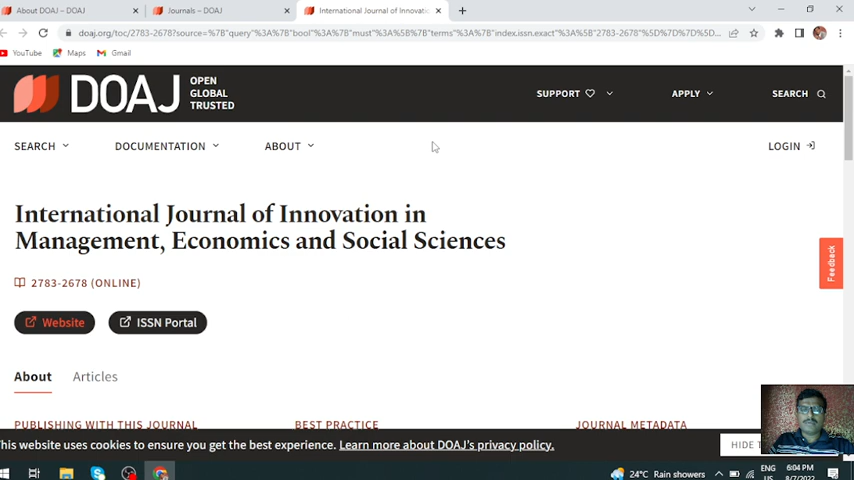 About DOAJ – DOAJ
Journals – DOAJ
International Journal of Innovati
doaj.org/toc/2783-2678?source=%7B"query"%3A%7B"bool"%3A%7B"must"%3A%5B%7B"terms"%3A%7B"index.issn.exact"%3A%5B"2783-2678"%5D%7D%7D%5D...
YouTube
Maps
Gmail
DOAJ
OPEN
GLOBAL
TRUSTED
SUPPORT
APPLY
SEARCH
SEARCH
DOCUMENTATION
ABOUT
LOGIN
International Journal of Innovation in
Management, Economics and Social Sciences
2783-2678 (ONLINE)
Website
ISSN Portal
Feedback
About
Articles
PUBLISHING WITH THIS JOURNAL
BEST PRACTICE
JOURNAL METADATA
This website uses cookies to ensure you get the best experience. Learn more about DOAJ's privacy policy.
HIDE
24°C Rain showers
ENG
US
6:04 PM
8/7/2022